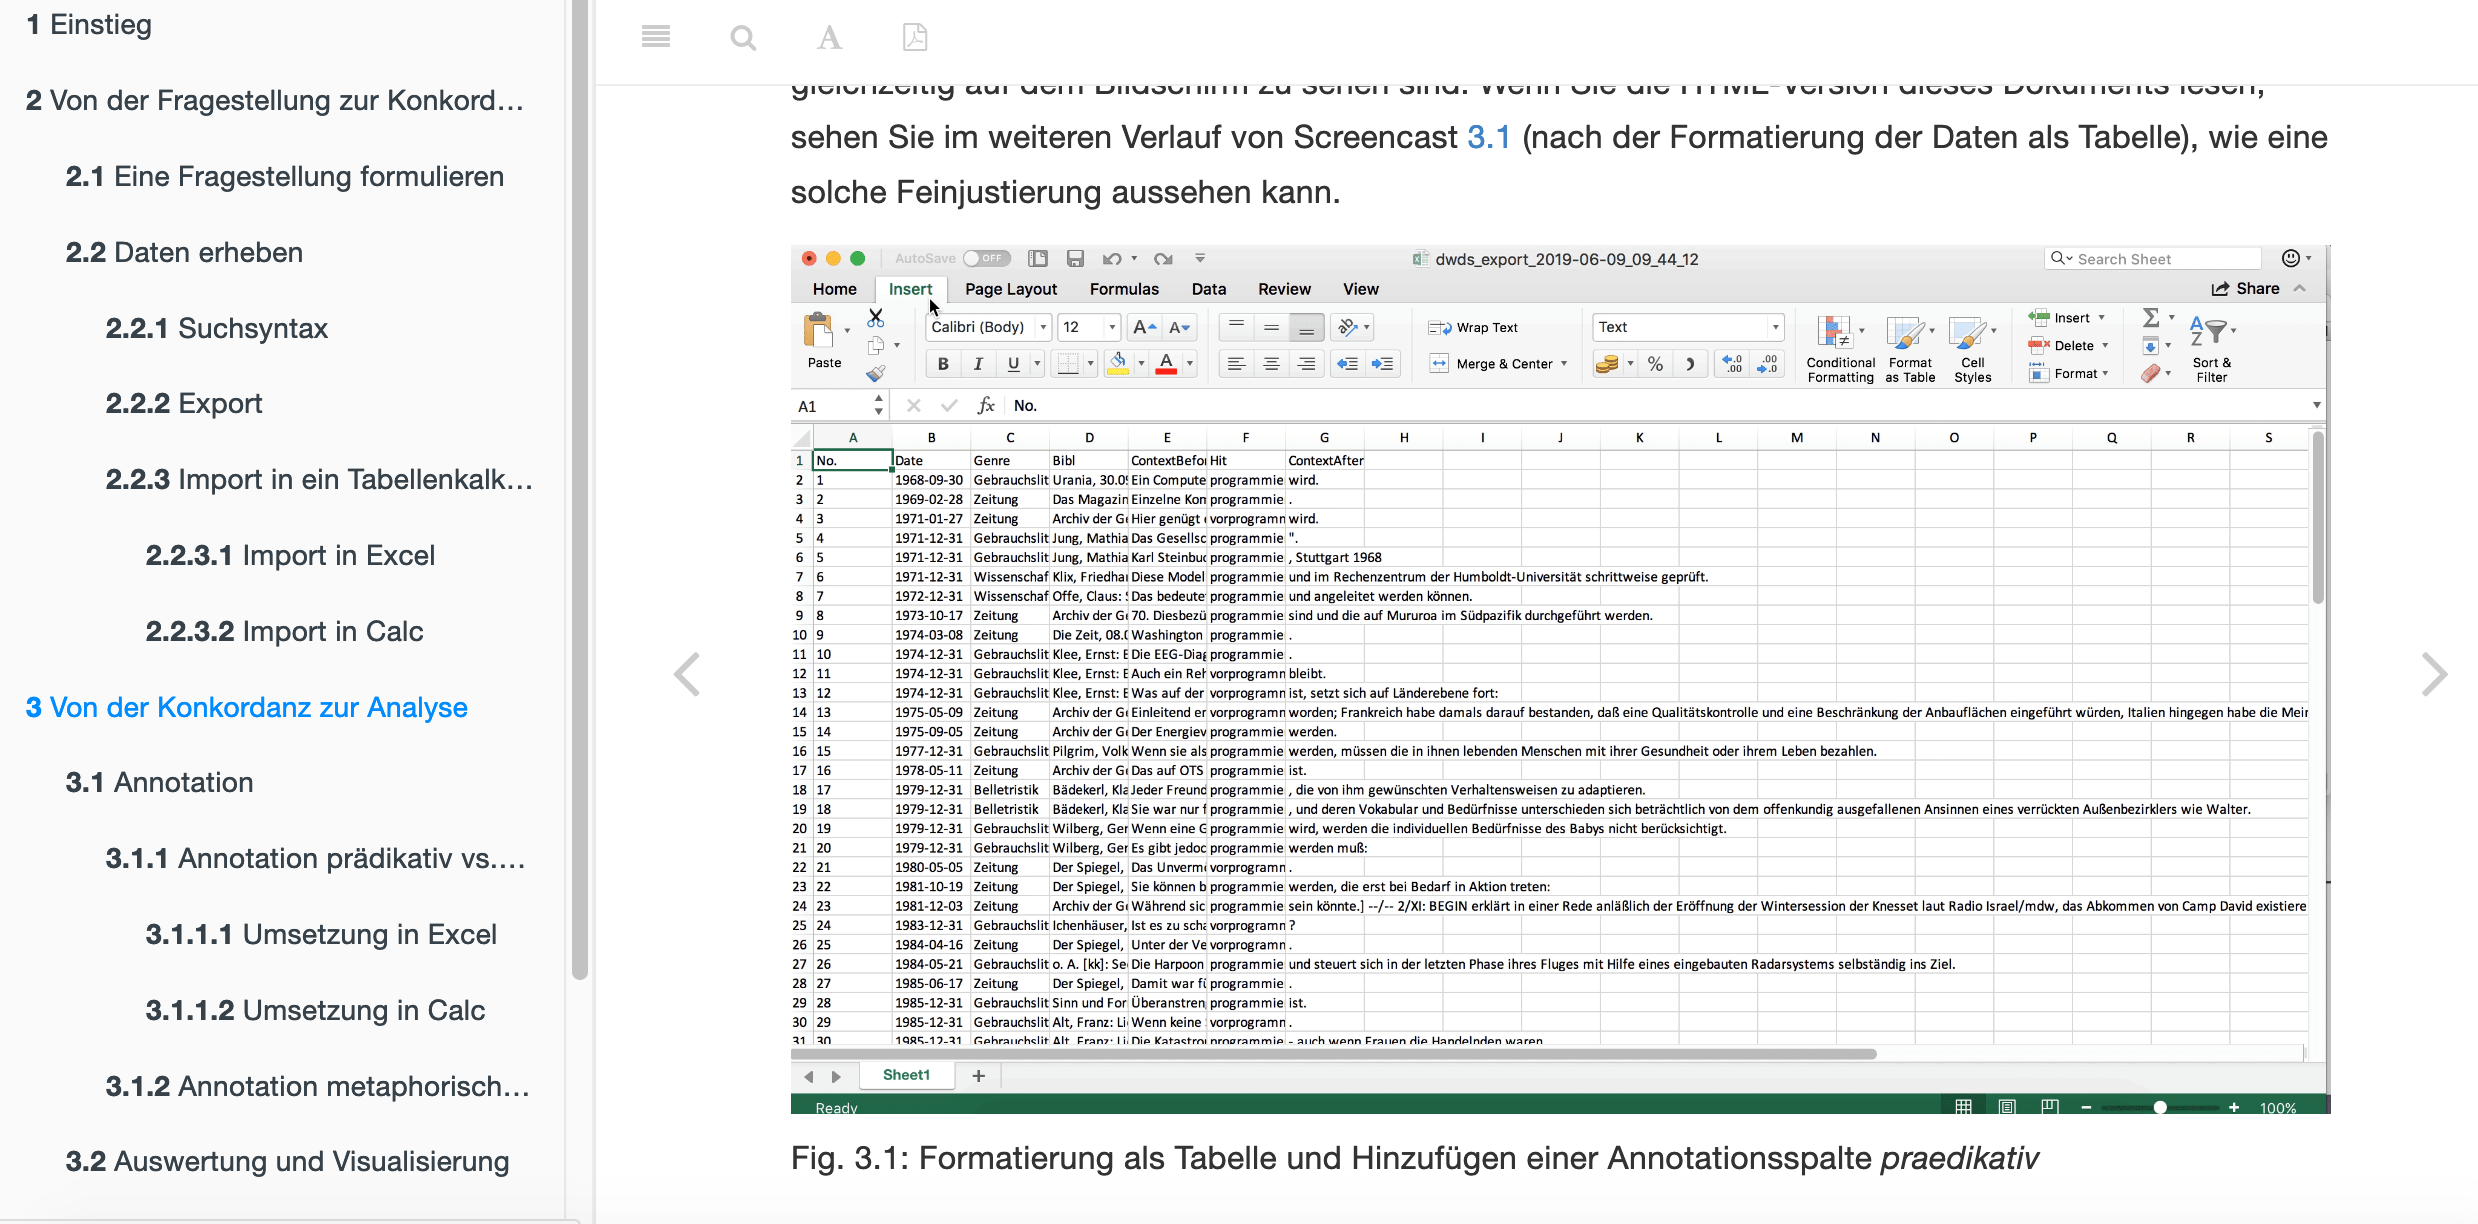 1 Einstieg
2 Von der Fragestellung zur Konkord...
2.1 Eine Fragestellung formulieren
2.2 Daten erheben
2.2.1 Suchsyntax
2.2.2 Export
2.2.3 Import in ein Tabellenkalk...
2.2.3.1 Import in Excel
2.2.3.2 Import in Calc
3 Von der Konkordanz zur Analyse
3.1 Annotation
3.1.1 Annotation prädikativ vs....
3.1.1.1 Umsetzung in Excel
3.1.1.2 Umsetzung in Calc
3.1.2 Annotation metaphorisch...
3.2 Auswertung und Visualisierung
gleichzeitig auf dem Bildschirm zu sehen sind. Wenn Sie die HTML-Version dieses Dokuments lesen,
sehen Sie im weiteren Verlauf von Screencast 3.1 (nach der Formatierung der Daten als Tabelle), wie eine
solche Feinjustierung aussehen kann.
AutoSave OFF dwds_export_2019-06-09_09_44_12 Search Sheet
Home Insert Page Layout Formulas Data Review View Share
Paste Calibri (Body) 12 A A Wrap Text Text Insert
B I U A Merge & Center % Delete
Conditional Formatting Format as Table Cell Styles Format Sort & Filter
A1 fx No.
A B C D E F G H I J K L M N O P Q R S
1 No. Date Genre Bibl ContextBefor Hit ContextAfter
2 1 1968-09-30 Gebrauchslit Urania, 30.09 Ein Compute programmie wird.
3 2 1969-02-28 Zeitung Das Magazin Einzelne Kon programmie .
4 3 1971-01-27 Zeitung Archiv der Ge Hier genügt vorprogramm wird.
5 4 1971-12-31 Gebrauchslit Jung, Mathia Das Gesellsc programmie ".
6 5 1971-12-31 Gebrauchslit Jung, Mathia Karl Steinbuc programmie , Stuttgart 1968
7 6 1971-12-31 Wissenschaf Klix, Friedhar Diese Model programmie und im Rechenzentrum der Humboldt-Universität schrittweise geprüft.
8 7 1972-12-31 Wissenschaf Offe, Claus: Das bedeute programmie und angeleitet werden können.
9 8 1973-10-17 Zeitung Archiv der Ge 70. Diesbezü programmie sind und die auf Mururoa im Südpazifik durchgeführt werden.
10 9 1974-03-08 Zeitung Die Zeit, 08.0 Washington programmie .
11 10 1974-12-31 Gebrauchslit Klee, Ernst: B Die EEG-Diag programmie .
12 11 1974-12-31 Gebrauchslit Klee, Ernst: B Auch ein Reh vorprogramm bleibt.
13 12 1974-12-31 Gebrauchslit Klee, Ernst: B Was auf der vorprogramm ist, setzt sich auf Länderebene fort:
14 13 1975-05-09 Zeitung Archiv der Ge Einleitend er vorprogramm worden; Frankreich habe damals darauf bestanden, daß eine Qualitätskontrolle und eine Beschränkung der Anbauflächen eingeführt würden, Italien hingegen habe die Mein
15 14 1975-09-05 Zeitung Archiv der Ge Der Energiev programmie werden.
16 15 1977-12-31 Gebrauchslit Pilgrim, Volk Wenn sie als programmie werden, müssen die in ihnen lebenden Menschen mit ihrer Gesundheit oder ihrem Leben bezahlen.
17 16 1978-05-11 Zeitung Archiv der Ge Das auf OTS programmie ist.
18 17 1979-12-31 Belletristik Bädekerl, Kla Jeder Freund programmie , die von ihm gewünschten Verhaltensweisen zu adaptieren.
19 18 1979-12-31 Belletristik Bädekerl, Kla Sie war nur f programmie , und deren Vokabular und Bedürfnisse unterschieden sich beträchtlich von dem offenkundig ausgefallenen Ansinnen eines verrückten Außenbezirklers wie Walter.
20 19 1979-12-31 Gebrauchslit Wilberg, Ger Wenn eine G programmie wird, werden die individuellen Bedürfnisse des Babys nicht berücksichtigt.
21 20 1979-12-31 Gebrauchslit Wilberg, Ger Es gibt jedoc programmie werden muß:
22 21 1980-05-05 Zeitung Der Spiegel, Das Unverm vorprogramm .
23 22 1981-10-19 Zeitung Der Spiegel, Sie können b programmie werden, die erst bei Bedarf in Aktion treten:
24 23 1981-12-03 Zeitung Archiv der Ge Während sic programmie sein könnte.] --/-- 2/XI: BEGIN erklärt in einer Rede anläßlich der Eröffnung der Wintersession der Knesset laut Radio Israel/mdw, das Abkommen von Camp David existiere
25 24 1983-12-31 Gebrauchslit Ichenhäuser, Ist es zu scha vorprogramm ?
26 25 1984-04-16 Zeitung Der Spiegel, Unter der Ve vorprogramm .
27 26 1984-05-21 Gebrauchslit o. A. [kk]: Se Die Harpoon programmie und steuert sich in der letzten Phase ihres Fluges mit Hilfe eines eingebauten Radarsystems selbständig ins Ziel.
28 27 1985-06-17 Zeitung Der Spiegel, Damit war fü programmie .
29 28 1985-12-31 Gebrauchslit Sinn und For Überanstren programmie ist.
30 29 1985-12-31 Gebrauchslit Alt, Franz: Li Wenn keine vorprogramm .
31 30 1985-12-31 Gebrauchslit Alt, Franz: Li Die Katastro programmie - auch wenn Frauen die Handelnden waren
Sheet1 +
Ready 100%
Fig. 3.1: Formatierung als Tabelle und Hinzufügen einer Annotationsspalte praedikativ